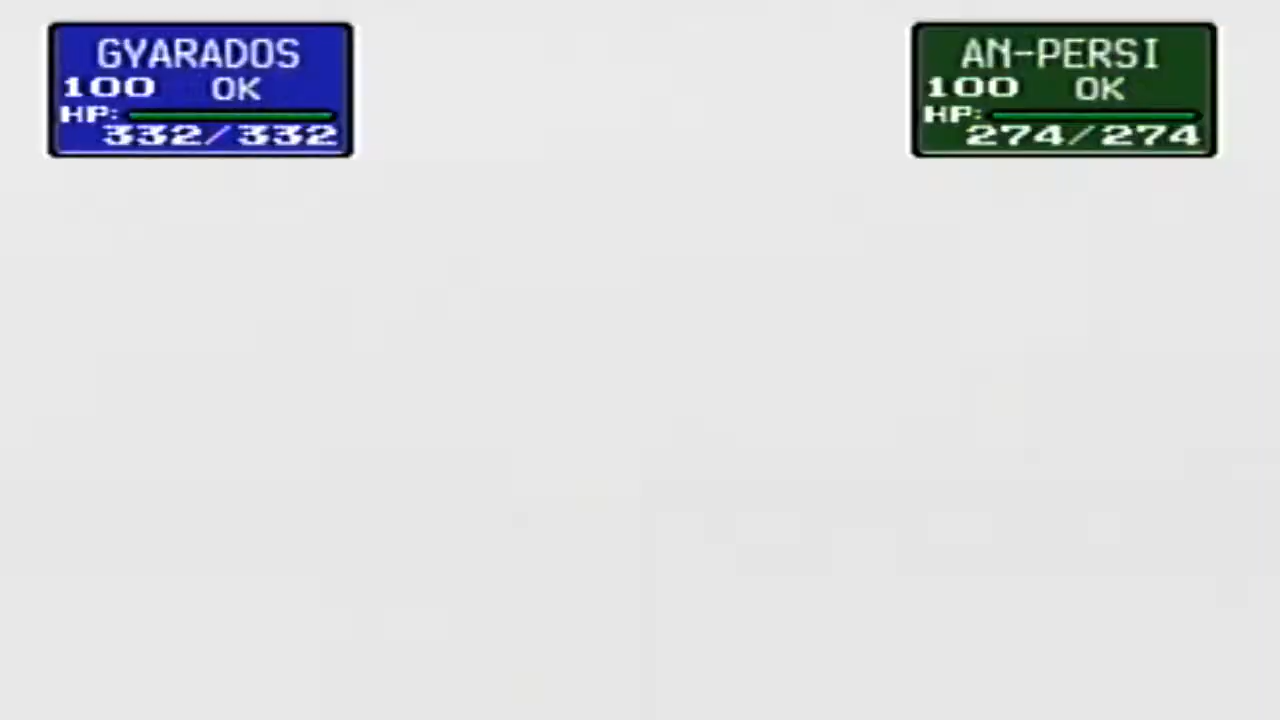 GYARADOS
100 OK
HP:
332/332
AN-PERSI
100 OK
HP:
274/274